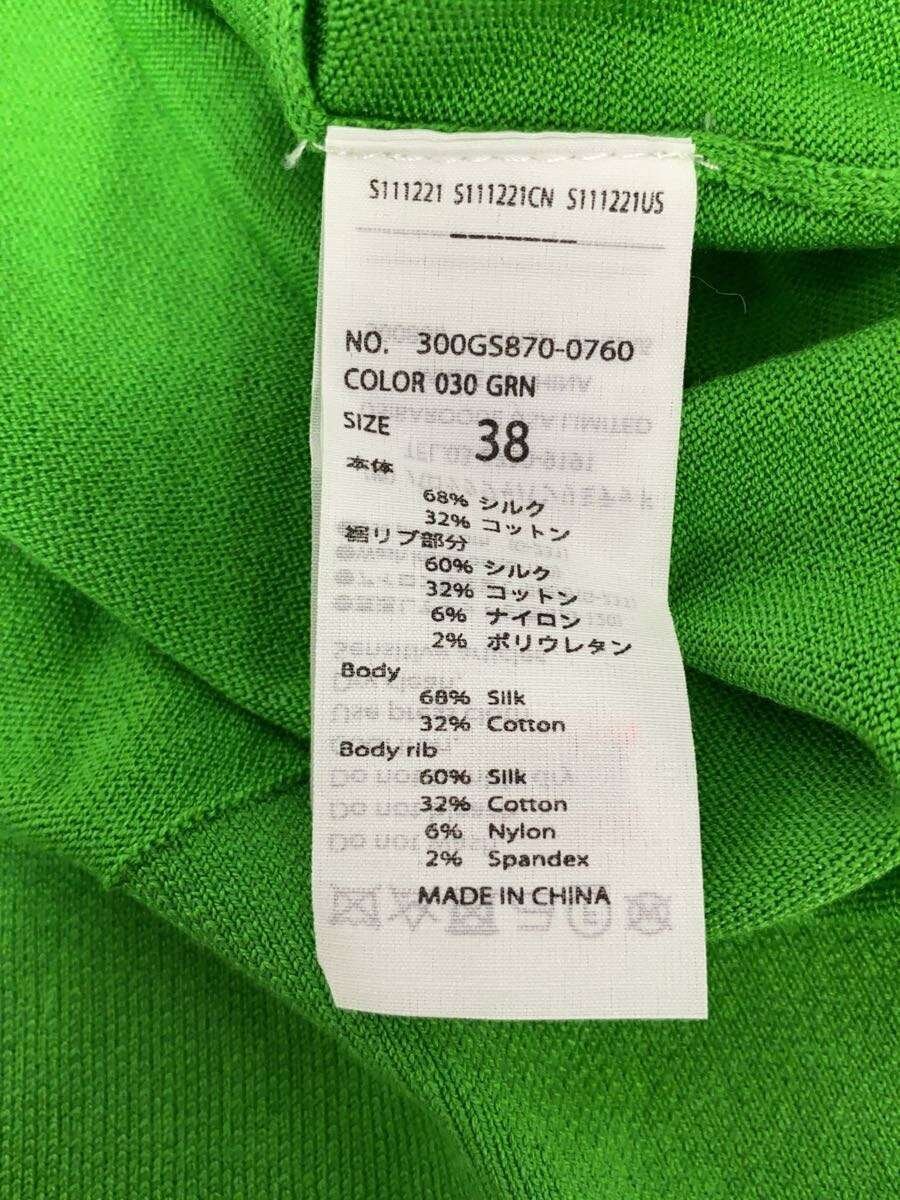 S111221 S111221CN S111221US
NO. 300GS870-0760
COLOR 030 GRN
SIZE 38
本体
68% シルク
32% コットン
裾リブ部分
60% シルク
32% コットン
6% ナイロン
2% ポリウレタン
Body
68% Silk
32% Cotton
Body rib
60% Silk
32% Cotton
6% Nylon
2% Spandex
MADE IN CHINA